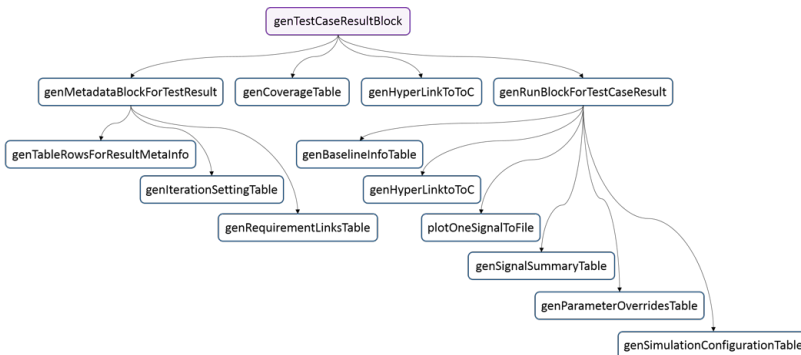 genTestCaseResultBlock
genMetadataBlockForTestResult
genCoverageTable
genHyperLinkToToC
genRunBlockForTestCaseResult
genTableRowsForResultMetaInfo
genBaselineInfoTable
genIterationSettingTable
genHyperLinktoToC
genRequirementLinksTable
plotOneSignalToFile
genSignalSummaryTable
genParameterOverridesTable
genSimulationConfigurationTable